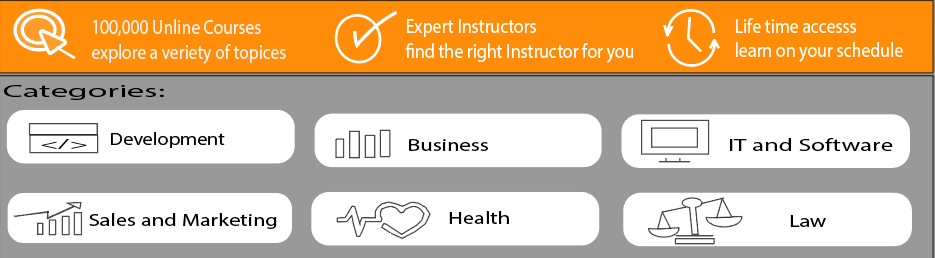 100,000 Unline Courses
explore a veriety of topices
Expert Instructors
find the right Instructor for you
Life time accesss
learn on your schedule
Categories:
</> Development
Business
IT and Software
Sales and Marketing
Health
Law